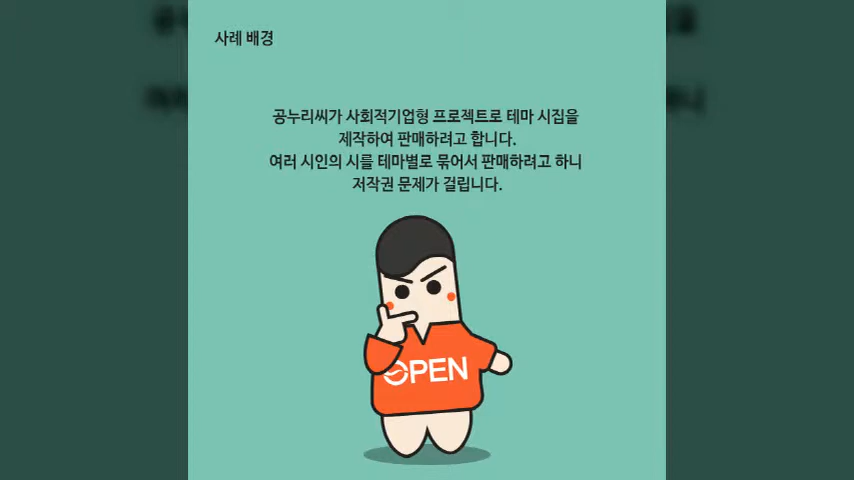 사례 배경
공누리씨가 사회적기업형 프로젝트로 테마 시집을
제작하여 판매하려고 합니다.
여러 시인의 시를 테마별로 묶어서 판매하려고 하니
저작권 문제가 걸립니다.
OPEN